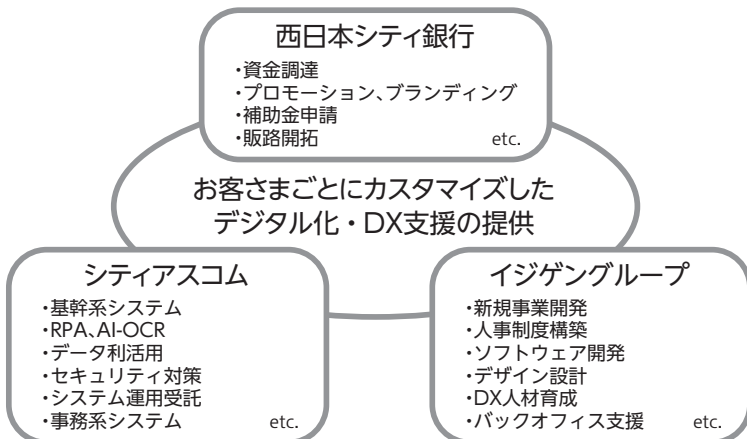 西日本シティ銀行
・資金調達
・プロモーション、ブランディング
・補助金申請
・販路開拓 etc.
お客さまごとにカスタマイズした
デジタル化・DX支援の提供
シティアスコム
・基幹系システム
・RPA、AI-OCR
・データ利活用
・セキュリティ対策
・システム運用受託
・事務系システム etc.
イジゲングループ
・新規事業開発
・人事制度構築
・ソフトウェア開発
・デザイン設計
・DX人材育成
・バックオフィス支援 etc.